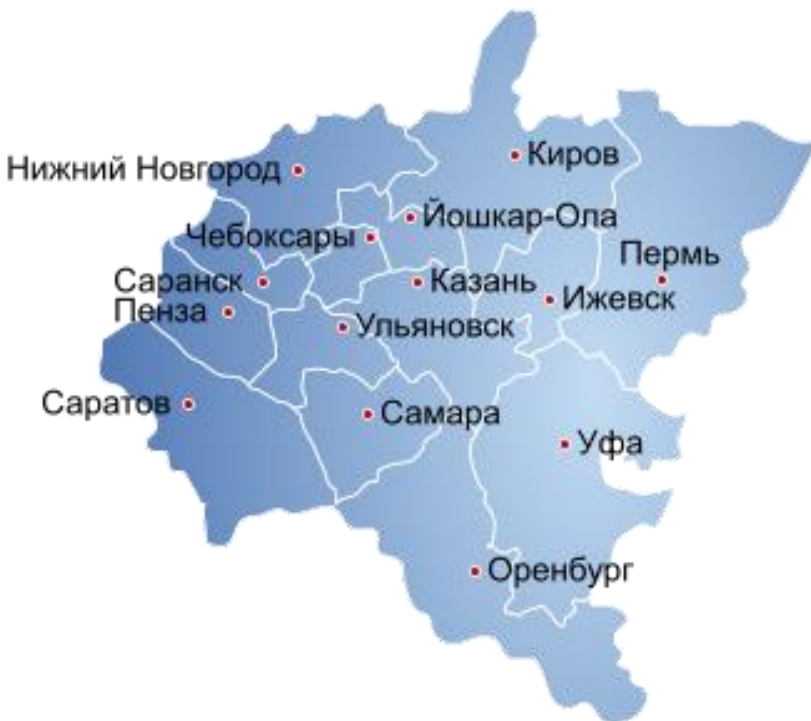 Киров
Нижний Новгород
Йошкар-Ола
Чебоксары
Пермь
Саранск
Казань
Ижевск
Пенза
Ульяновск
Саратов
Самара
Уфа
Оренбург